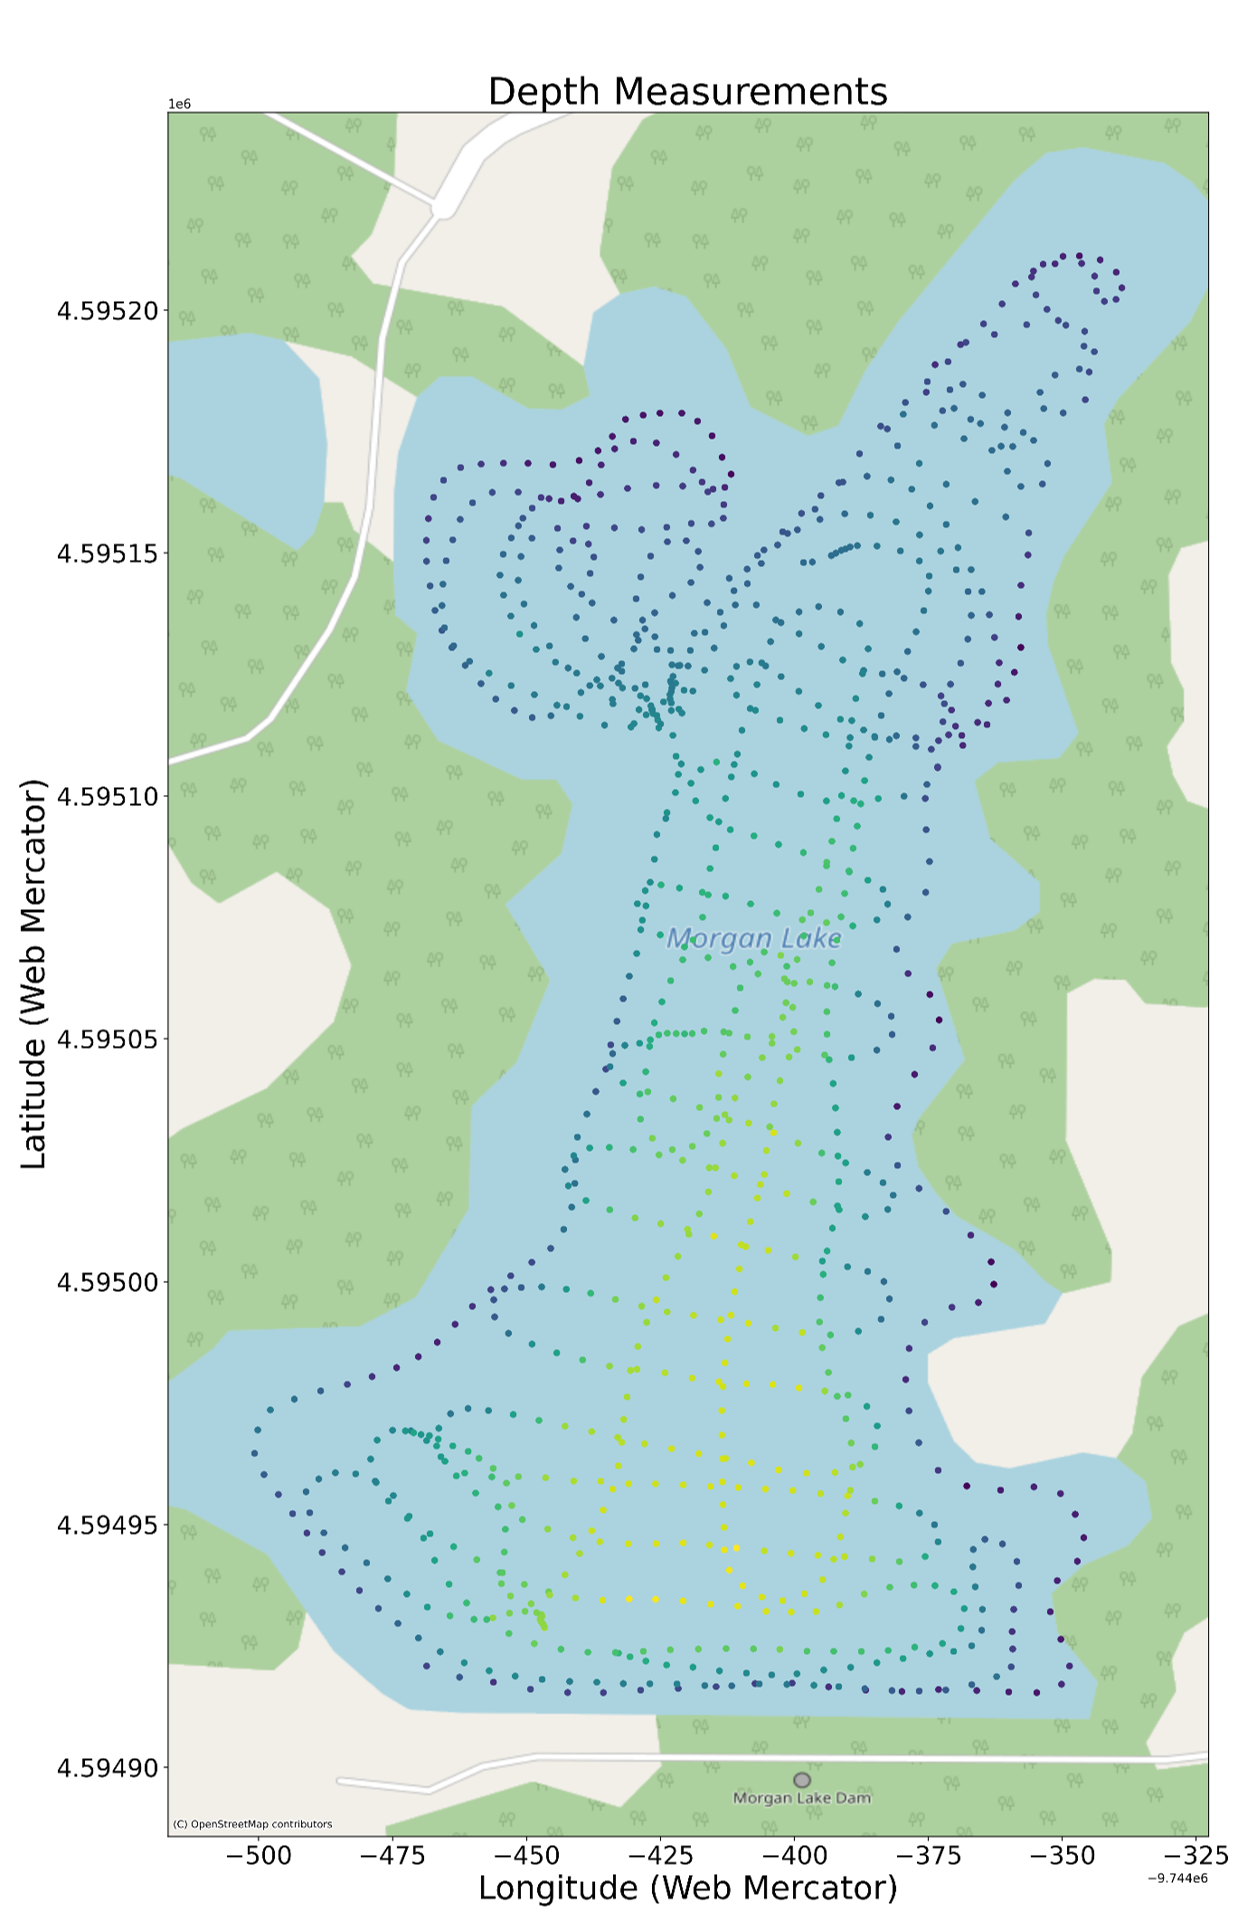 Depth Measurements
1e6
4.59520
4.59515
4.59510
4.59505
4.59500
4.59495
4.59490
Latitude (Web Mercator)
Morgan Lake
Morgan Lake Dam
(C) OpenStreetMap contributors
−500 −475 −450 −425 −400 −375 −350 −325
−9.744e6
Longitude (Web Mercator)